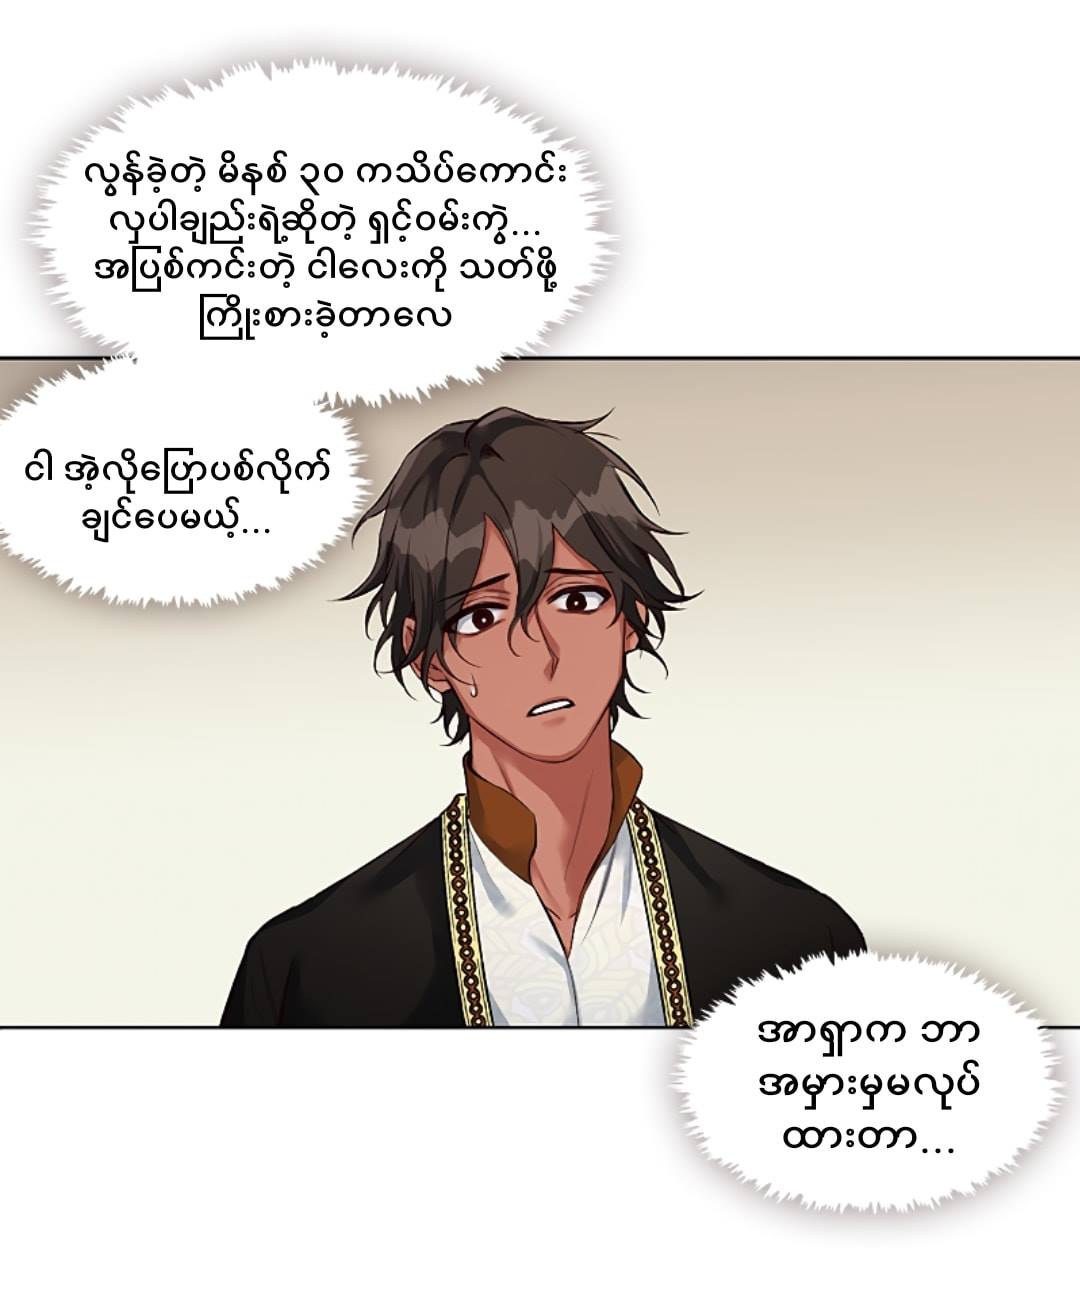 လွန်ခဲ့တဲ့ မိနစ် ၃၀ ကသိပ်ကောင်း
လှပါချည်းရဲ့ဆိုတဲ့ ရှင့်ဝမ်းကွဲ...
အပြစ်ကင်းတဲ့ ငါလေးကို သတ်ဖို့
ကြိုးစားခဲ့တာလေ
ငါ အဲ့လိုပြောပစ်လိုက်
ချင်ပေမယ့်...
အာရှာက ဘာ
အမှားမှမလုပ်
ထားတာ...